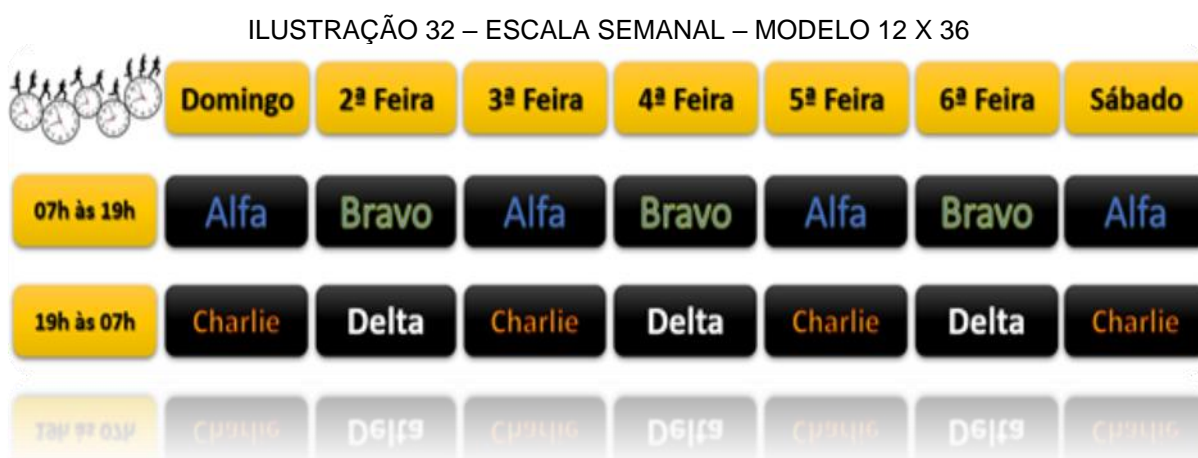 ILUSTRAÇÃO 32 – ESCALA SEMANAL – MODELO 12 X 36
Domingo 2ª Feira 3ª Feira 4ª Feira 5ª Feira 6ª Feira Sábado
07h às 19h Alfa Bravo Alfa Bravo Alfa Bravo Alfa
19h às 07h Charlie Delta Charlie Delta Charlie Delta Charlie